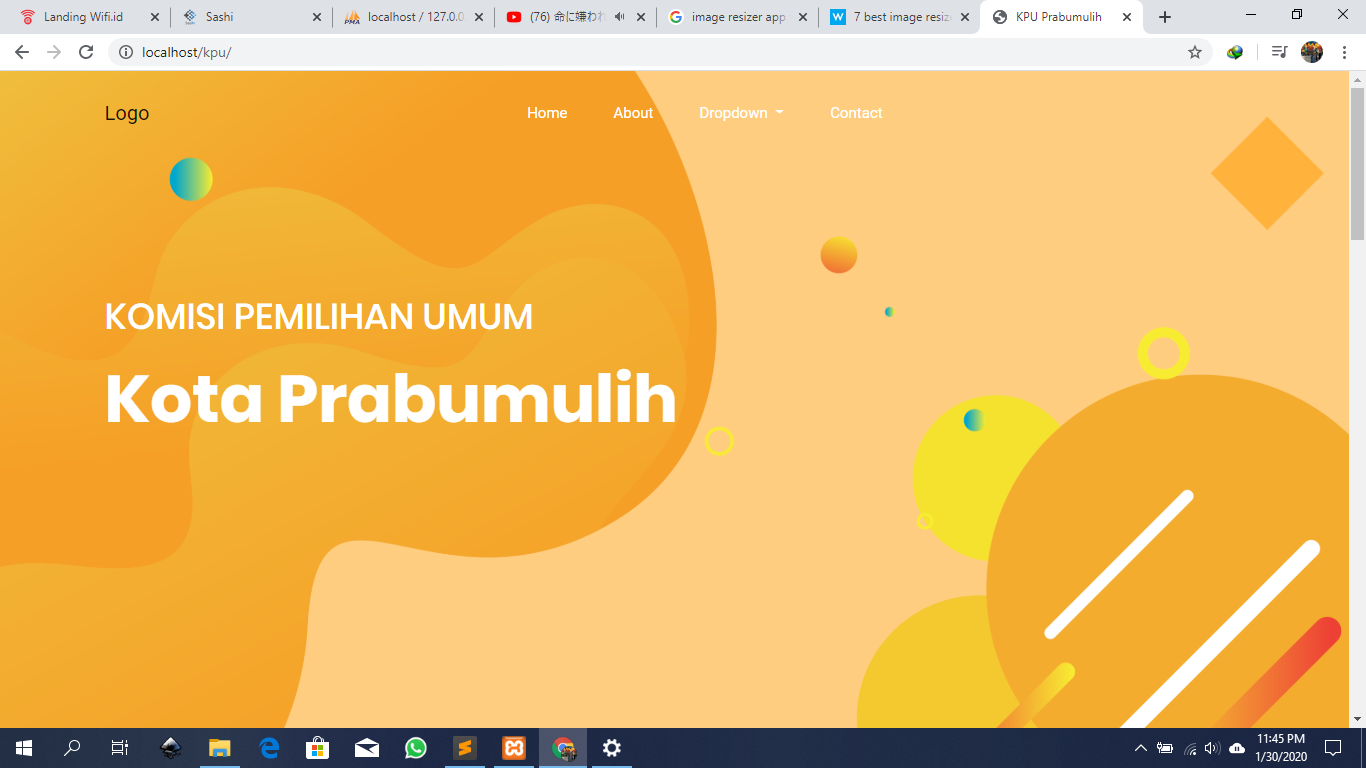 Landing Wifi.id
Sashi
localhost / 127.0.0
(76) 命に嫌われ
image resizer app
7 best image resiz
KPU Prabumulih
localhost/kpu/
Logo
Home About Dropdown Contact
KOMISI PEMILIHAN UMUM
Kota Prabumulih
11:45 PM
1/30/2020